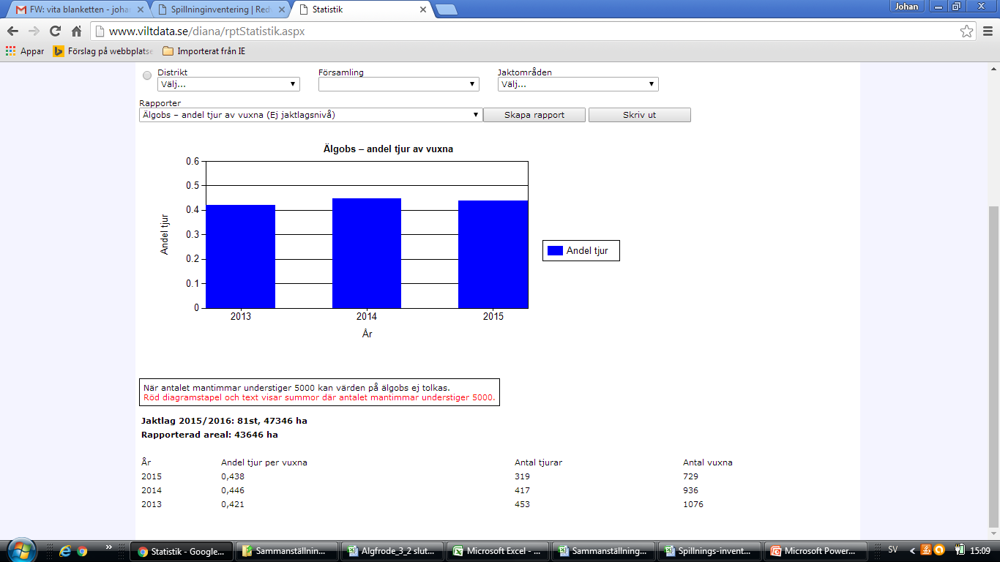 FW: vita blanketten - joha
Spillninginventering | Red
Statistik
Johan
www.viltdata.se/diana/rptStatistik.aspx
Appar
Förslag på webbplatse
Importerat från IE
Distrikt
Församling
Jaktområden
Välj...
Välj...
Rapporter
Älgobs – andel tjur av vuxna (Ej jaktlagsnivå)
Skapa rapport
Skriv ut
Älgobs – andel tjur av vuxna
0.6
0.5
0.4
0.3
0.2
0.1
0
Andel tjur
Andel tjur
2013 2014 2015
År
När antalet mantimmar understiger 5000 kan värden på älgobs ej tolkas.
Röd diagramstapel och text visar summor där antalet mantimmar understiger 5000.
Jaktlag 2015/2016: 81st, 47346 ha
Rapporterad areal: 43646 ha
År Andel tjur per vuxna Antal tjurar Antal vuxna
2015 0,438 319 729
2014 0,446 417 936
2013 0,421 453 1076
Statistik - Google...
Sammanställnin...
Algfrode_3_2 slut...
Microsoft Excel - ...
Sammanställning...
Spillnings-invent...
Microsoft Power...
SV
15:09